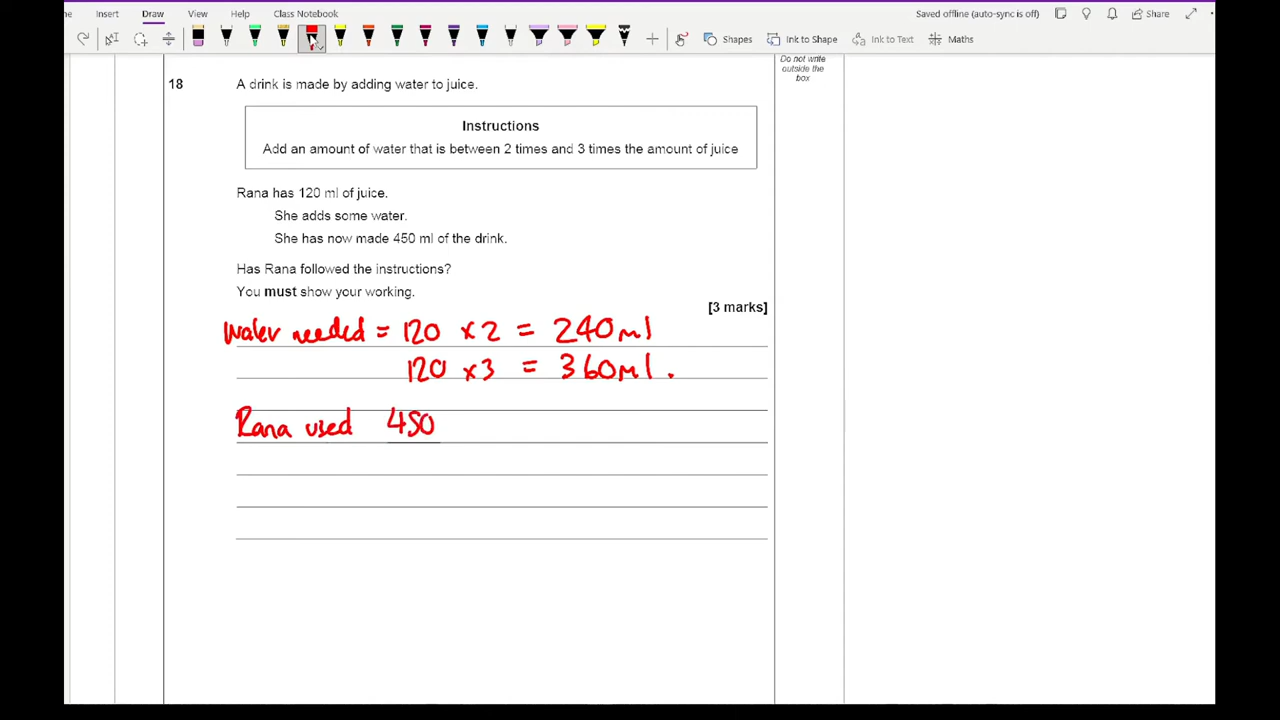 me Insert Draw View Help Class Notebook Saved offline (auto-sync is off) Share
Shapes Ink to Shape Ink to Text Maths
Do not write
outside the
box
18 A drink is made by adding water to juice.
Instructions
Add an amount of water that is between 2 times and 3 times the amount of juice
Rana has 120 ml of juice.
She adds some water.
She has now made 450 ml of the drink.
Has Rana followed the instructions?
You must show your working.
[3 marks]
Water needed = 120 x 2 = 240ml
120 x 3 = 360ml.
Rana used 450